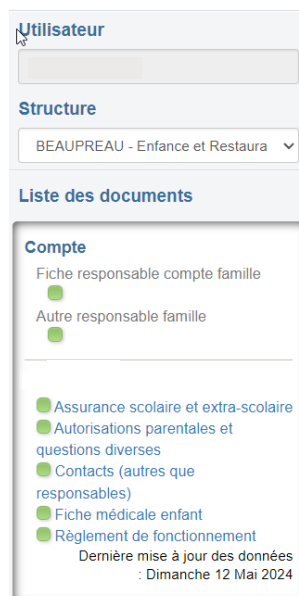 Utilisateur
Structure
BEAUPREAU - Enfance et Restaura
Liste des documents
Compte
Fiche responsable compte famille
Autre responsable famille
Assurance scolaire et extra-scolaire
Autorisations parentales et
questions diverses
Contacts (autres que
responsables)
Fiche médicale enfant
Règlement de fonctionnement
Dernière mise à jour des données
: Dimanche 12 Mai 2024